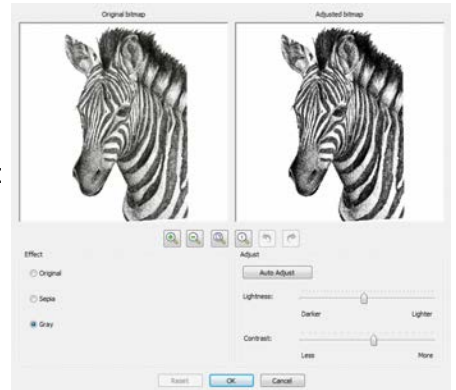 Original bitmap
Adjusted bitmap
Effect
Original
Sepia
Gray
Adjust
Auto Adjust
Lightness:
Darker
Lighter
Contrast:
Less
More
Reset
OK
Cancel